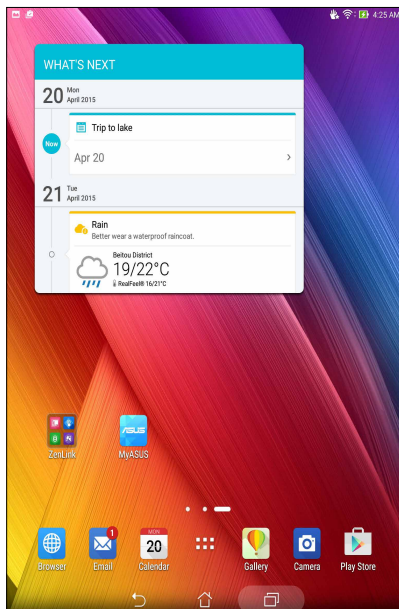 4:25 AM
WHAT'S NEXT
20 Mon
April 2015
Now
Trip to lake
Apr 20
21 Tue
April 2015
Rain
Better wear a waterproof raincoat.
Beitou District
19/22°C
RealFeel® 16/21°C
ZenLink
/SUS
MyASUS
1
MON
20
Browser
Email
Calendar
Gallery
Camera
Play Store